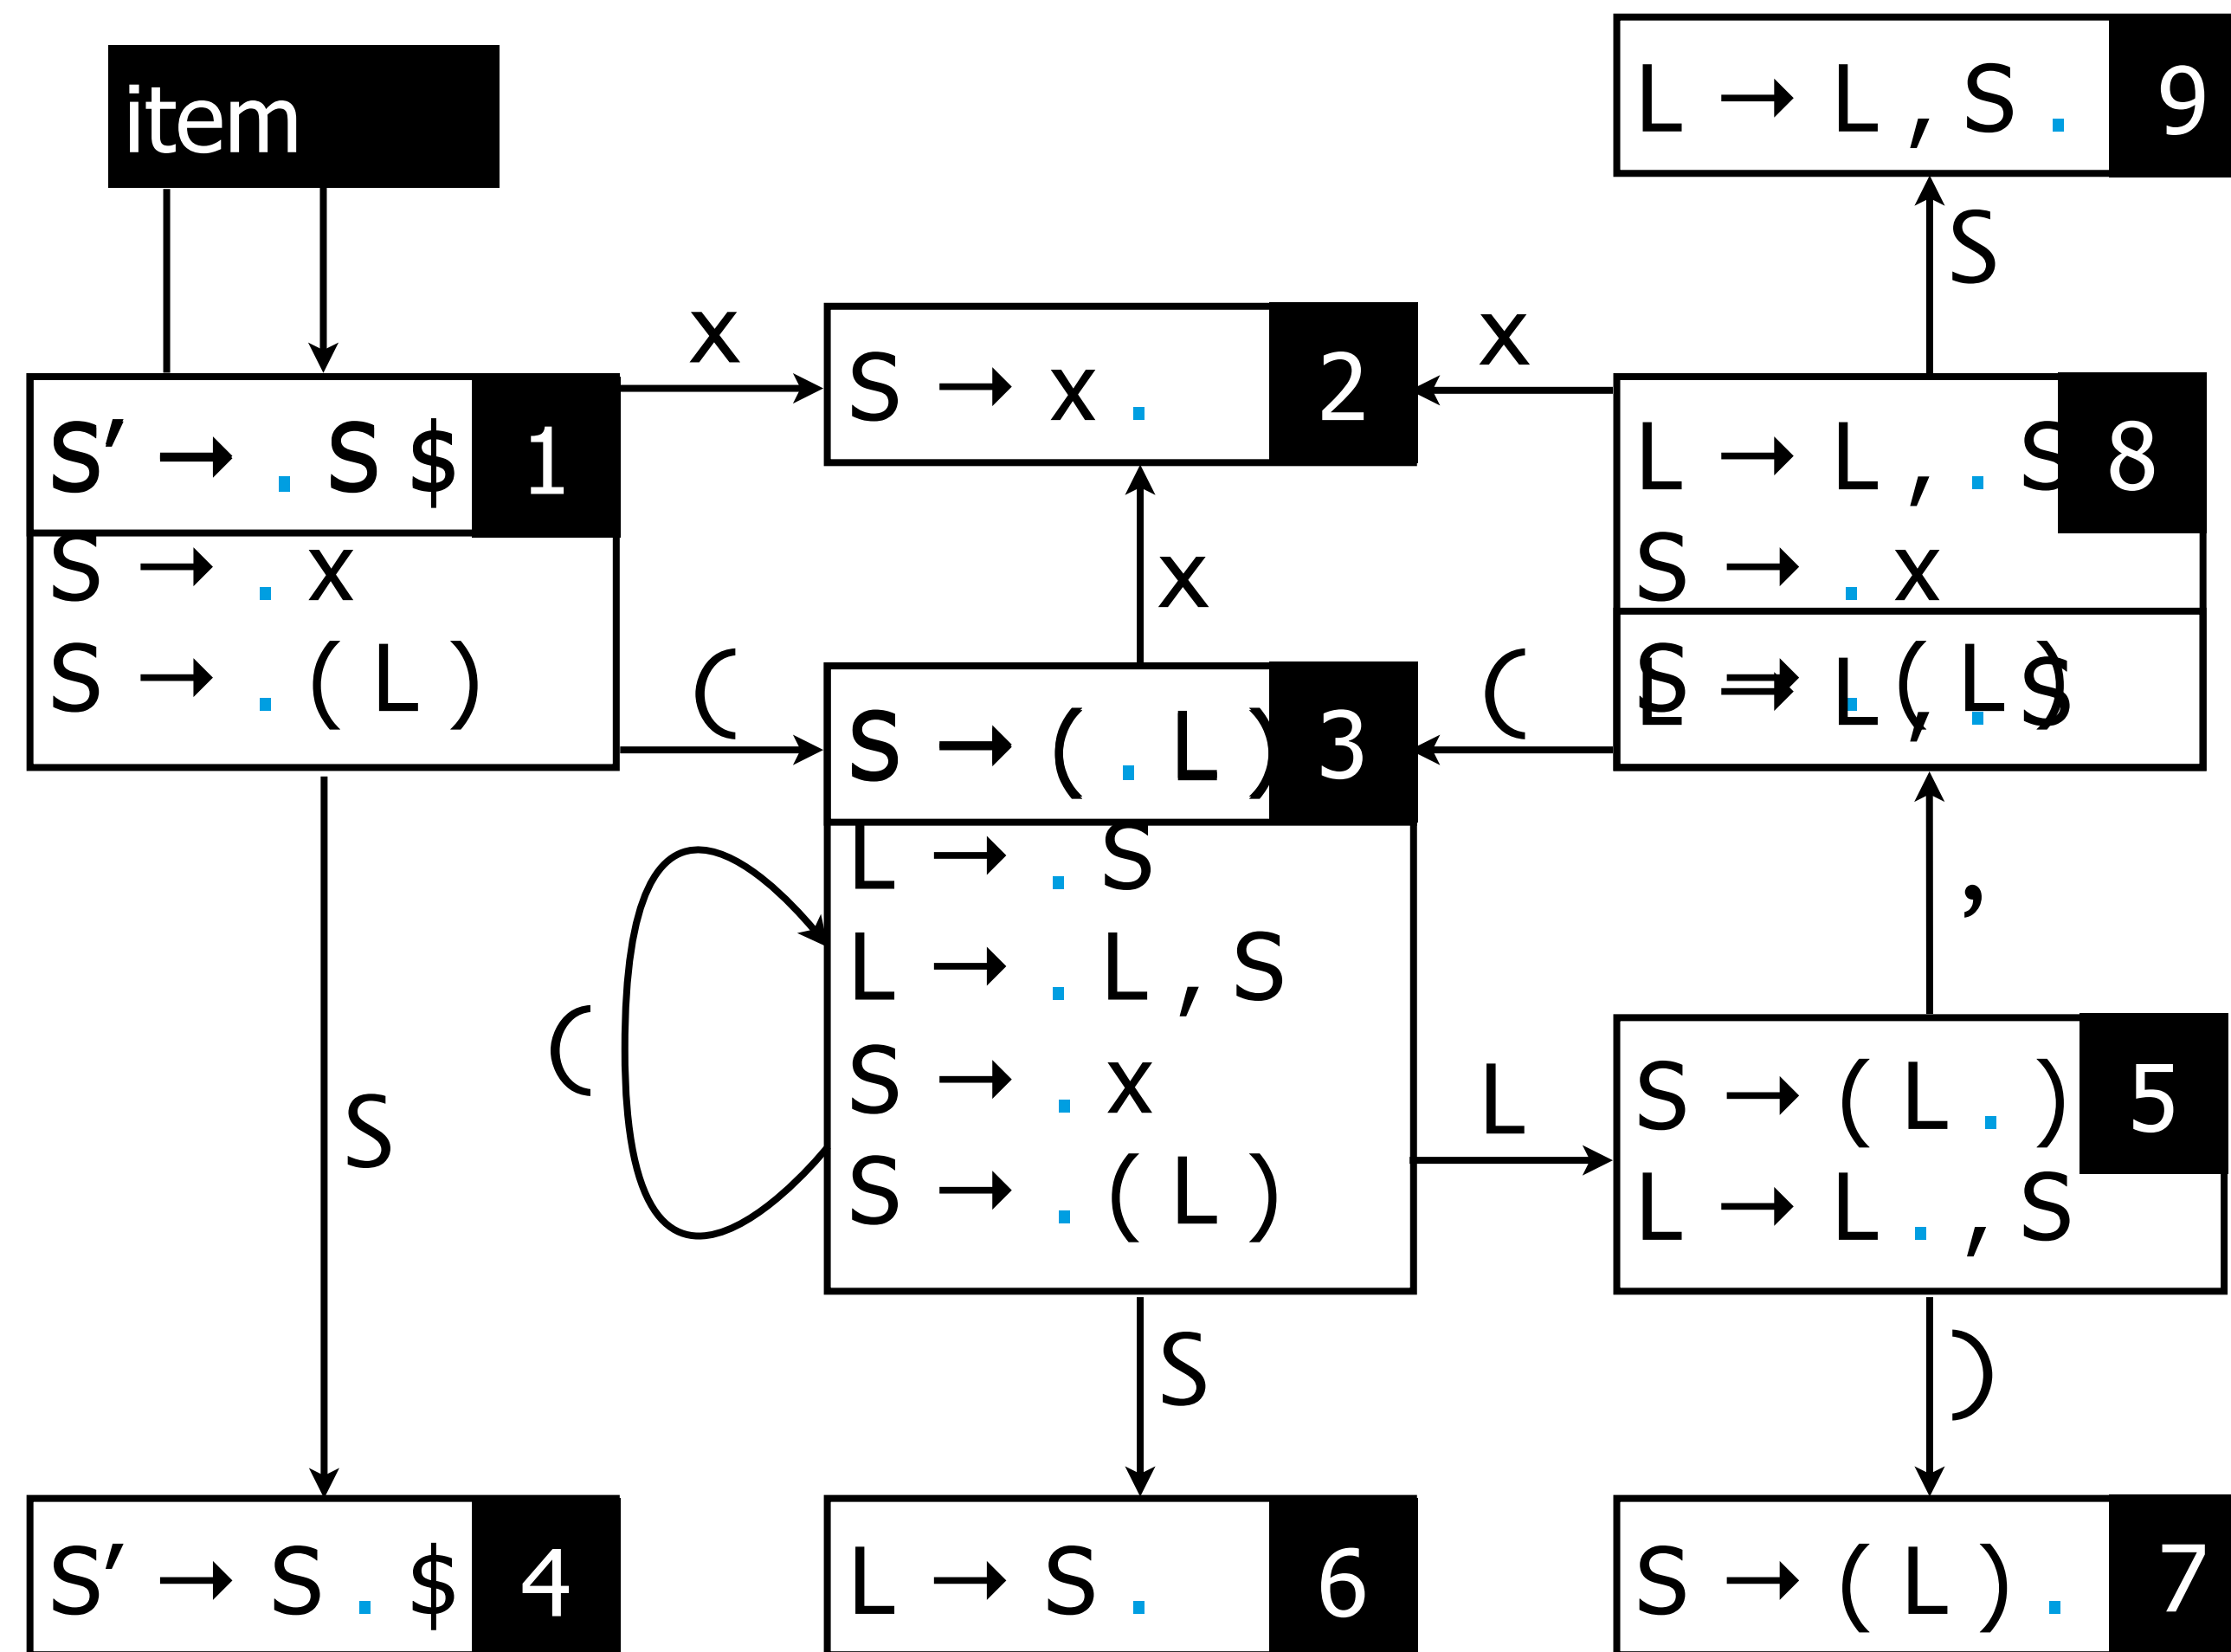 item
L → L , S . 9
S
x
x
S → x . 2
S' → . S $ 1
S → . x
S → . ( L )
L → L , . S 8
S → . x
S → . ( L )
L → L , . S
x
(
(
S → ( . L ) 3
L → . S
L → . L , S
S → . x
S → . ( L )
(
,
S
L
S → ( L . ) 5
L → L . , S
S
)
S' → S . $ 4
L → S . 6
S → ( L ) . 7